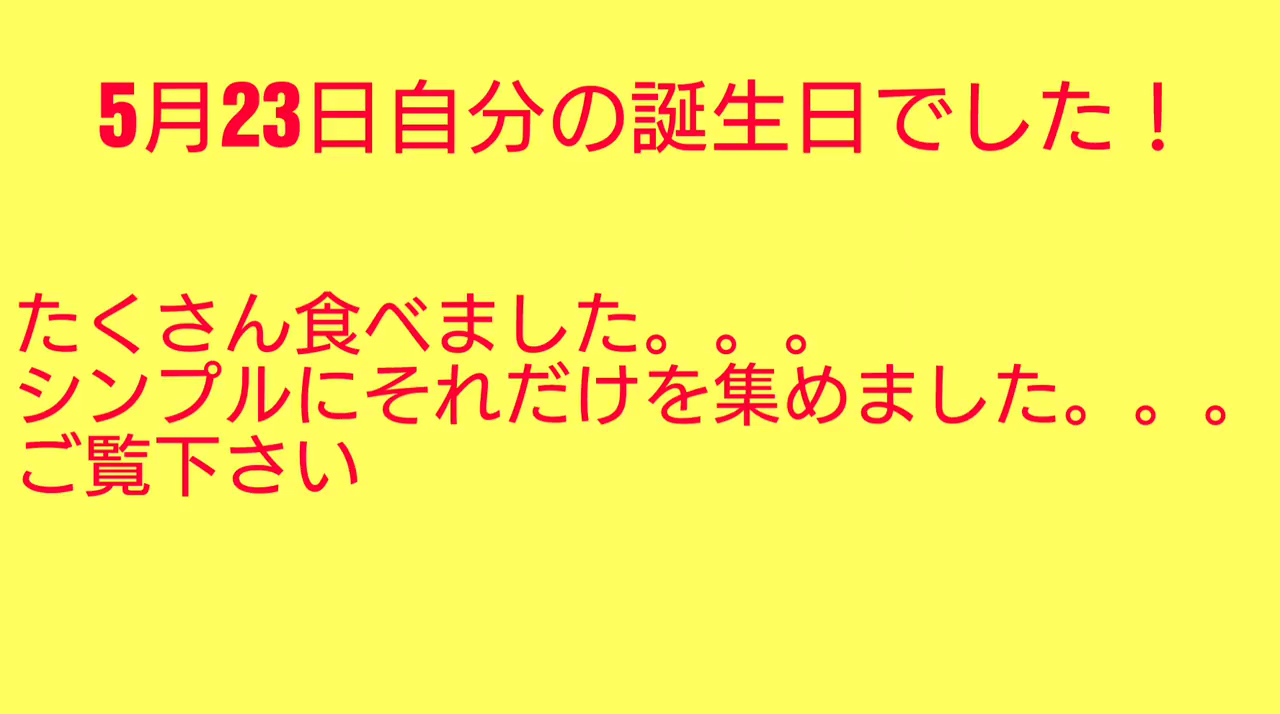 5月23日自分の誕生日でした！
たくさん食べました。。。
シンプルにそれだけを集めました。。。
ご覧下さい